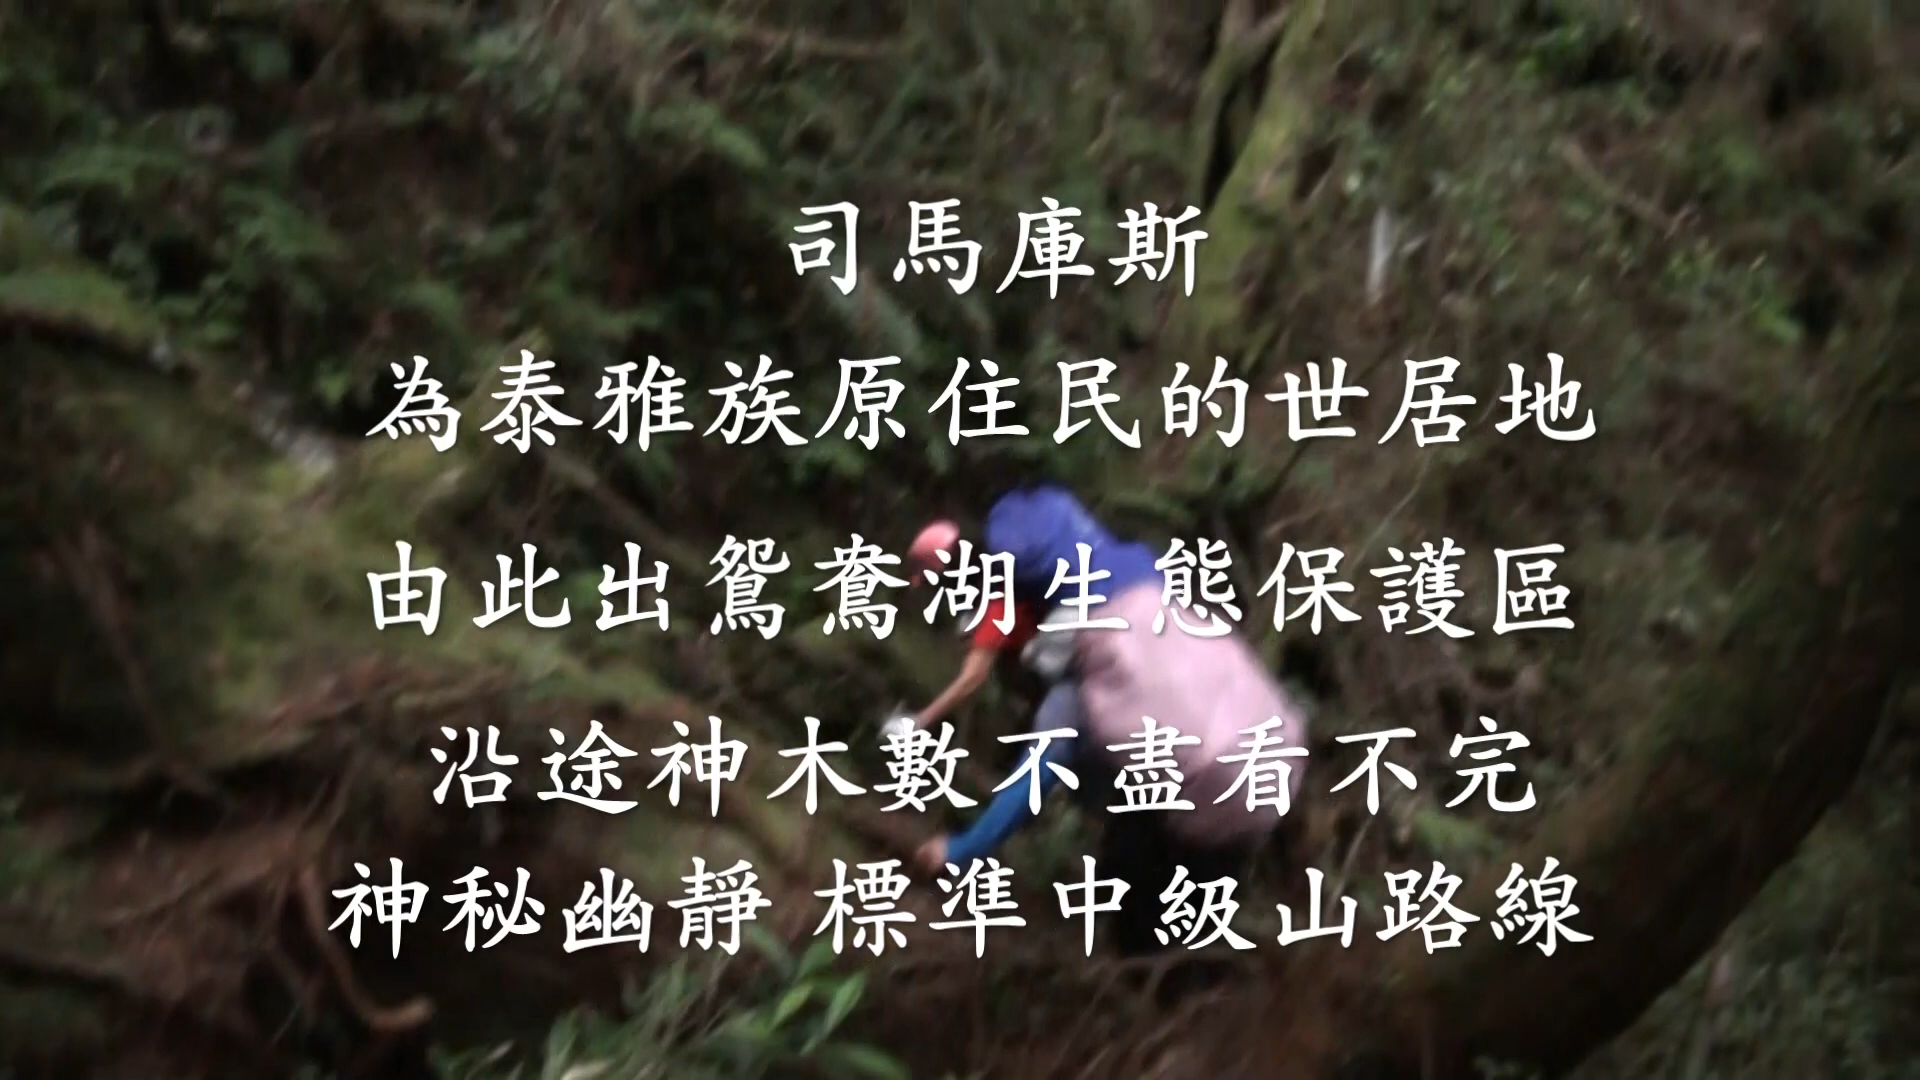 司馬庫斯
為泰雅族原住民的世居地
由此出鴛鴦湖生態保護區
沿途神木數不盡看不完
神秘幽靜 標準中級山路線